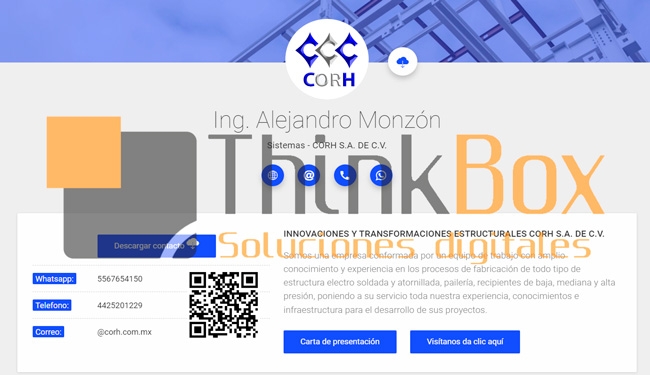 CCC
CORH
Ing. Alejandro Monzón
Sistemas - CORH S.A. DE C.V.
ThinkBox
Soluciones digitales
Descargar contacto
Whatsapp: 5567654150
Telefono: 4425201229
Correo: @corh.com.mx
INNOVACIONES Y TRANSFORMACIONES ESTRUCTURALES CORH S.A. DE C.V.
Somos una empresa conformada por un equipo de trabajo con amplio
conocimiento y experiencia en los procesos de fabricación de todo tipo de
estructura electro soldada y atornillada, pailería, recipientes de baja, mediana y alta
presión, poniendo a su servicio toda nuestra experiencia, conocimientos e
infraestructura para el desarrollo de sus proyectos.
Carta de presentación
Visítanos da clic aquí